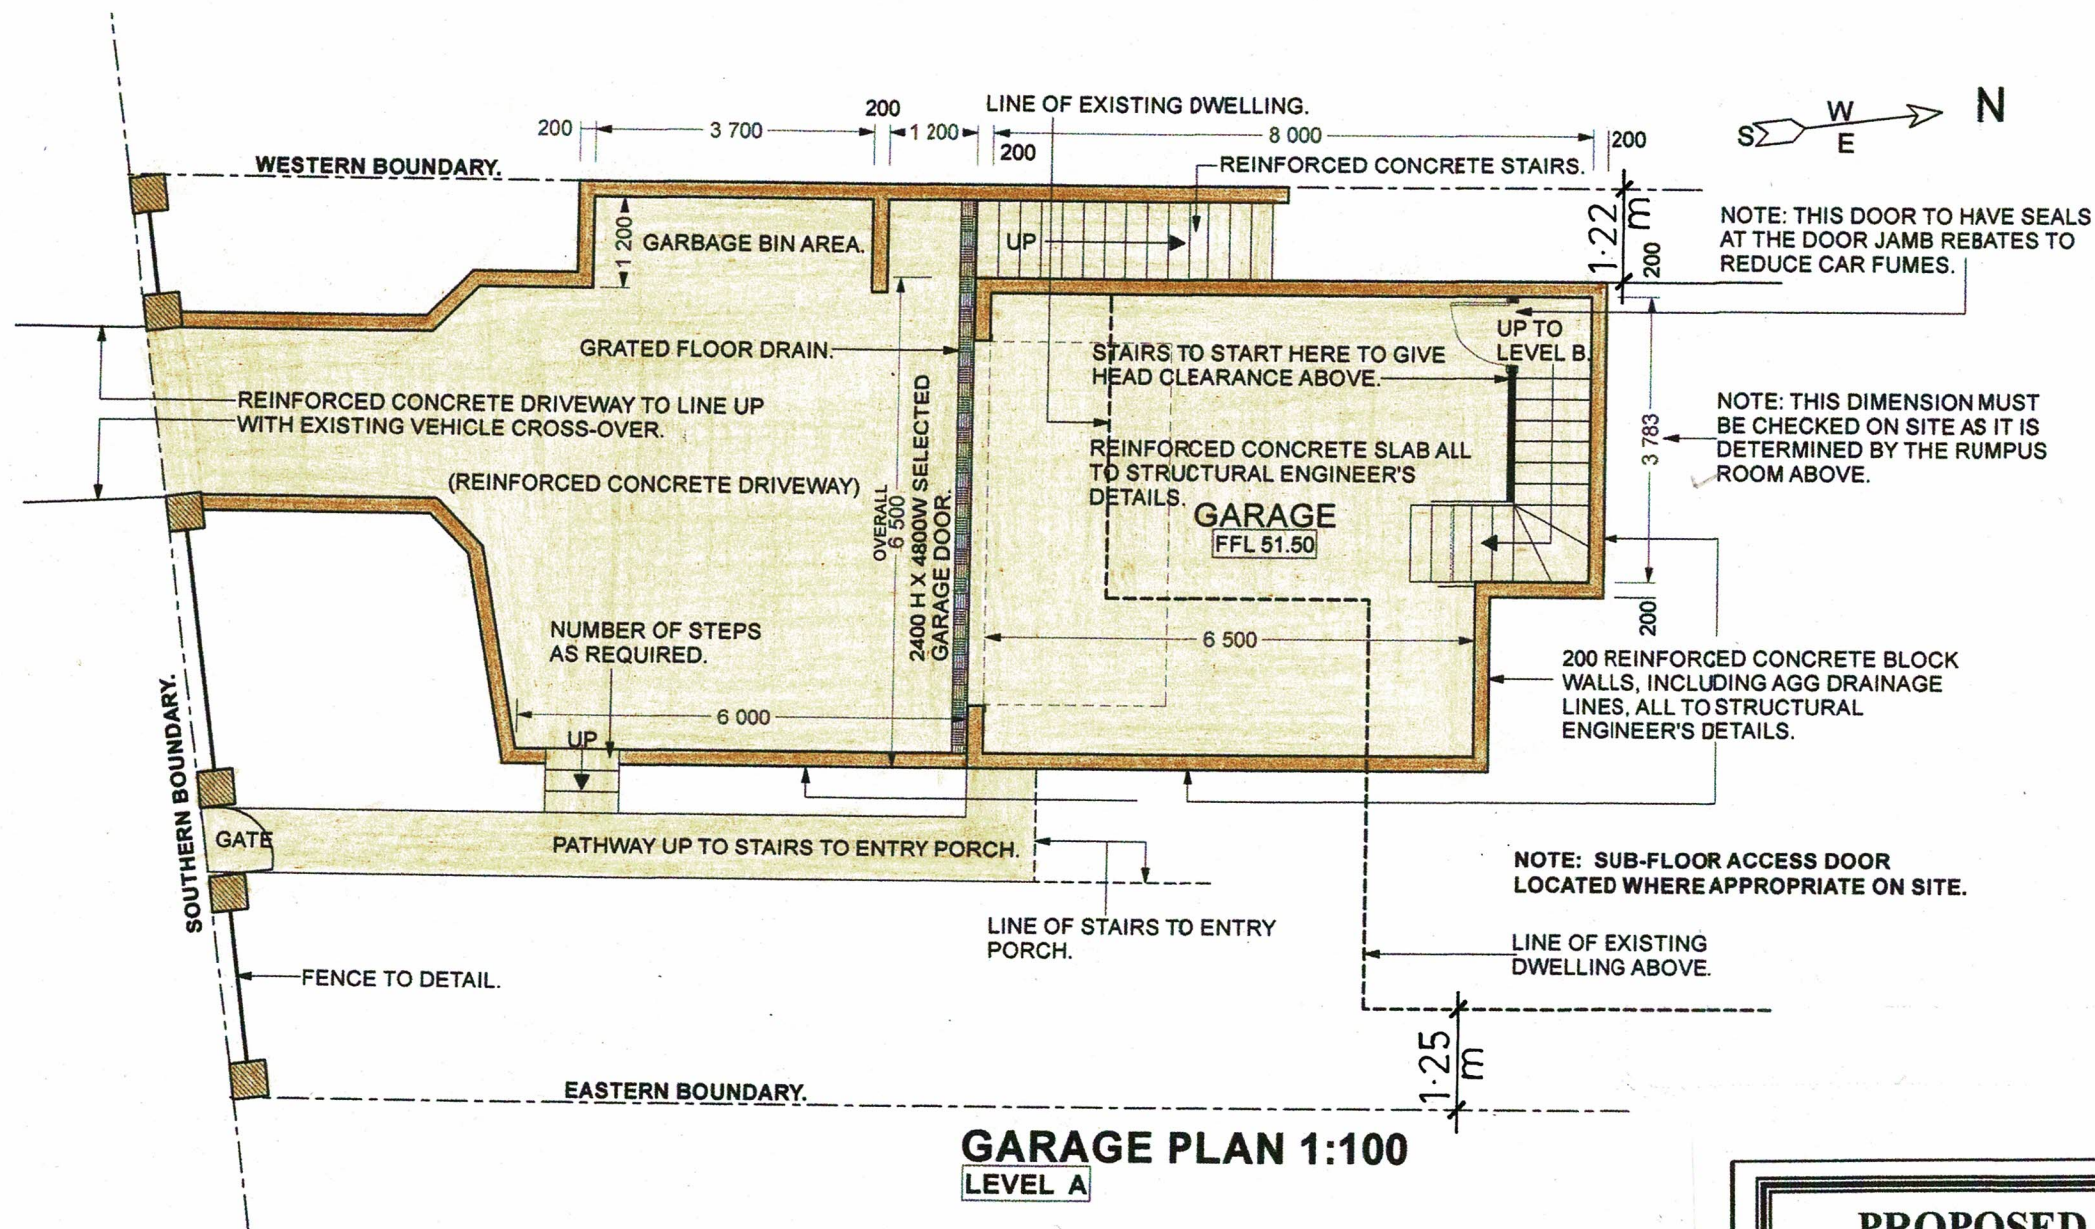 200
3 700
200
1 200
200
LINE OF EXISTING DWELLING.
8 000
200
REINFORCED CONCRETE STAIRS.
S
W
E
N
WESTERN BOUNDARY.
1 200
GARBAGE BIN AREA.
UP
1·22
m
200
NOTE: THIS DOOR TO HAVE SEALS
AT THE DOOR JAMB REBATES TO
REDUCE CAR FUMES.
GRATED FLOOR DRAIN.
STAIRS TO START HERE TO GIVE
HEAD CLEARANCE ABOVE.
UP TO
LEVEL B.
REINFORCED CONCRETE DRIVEWAY TO LINE UP
WITH EXISTING VEHICLE CROSS-OVER.
(REINFORCED CONCRETE DRIVEWAY)
OVERALL
6 500
2400 H X 4800W SELECTED
GARAGE DOOR.
REINFORCED CONCRETE SLAB ALL
TO STRUCTURAL ENGINEER'S
DETAILS.
GARAGE
FFL 51.50
3 783
NOTE: THIS DIMENSION MUST
BE CHECKED ON SITE AS IT IS
DETERMINED BY THE RUMPUS
ROOM ABOVE.
200
NUMBER OF STEPS
AS REQUIRED.
6 500
200 REINFORCED CONCRETE BLOCK
WALLS, INCLUDING AGG DRAINAGE
LINES, ALL TO STRUCTURAL
ENGINEER'S DETAILS.
6 000
UP
SOUTHERN BOUNDARY.
GATE
PATHWAY UP TO STAIRS TO ENTRY PORCH.
NOTE: SUB-FLOOR ACCESS DOOR
LOCATED WHERE APPROPRIATE ON SITE.
LINE OF STAIRS TO ENTRY
PORCH.
LINE OF EXISTING
DWELLING ABOVE.
FENCE TO DETAIL.
1·25
m
EASTERN BOUNDARY.
GARAGE PLAN 1:100
LEVEL A
PROPOSED